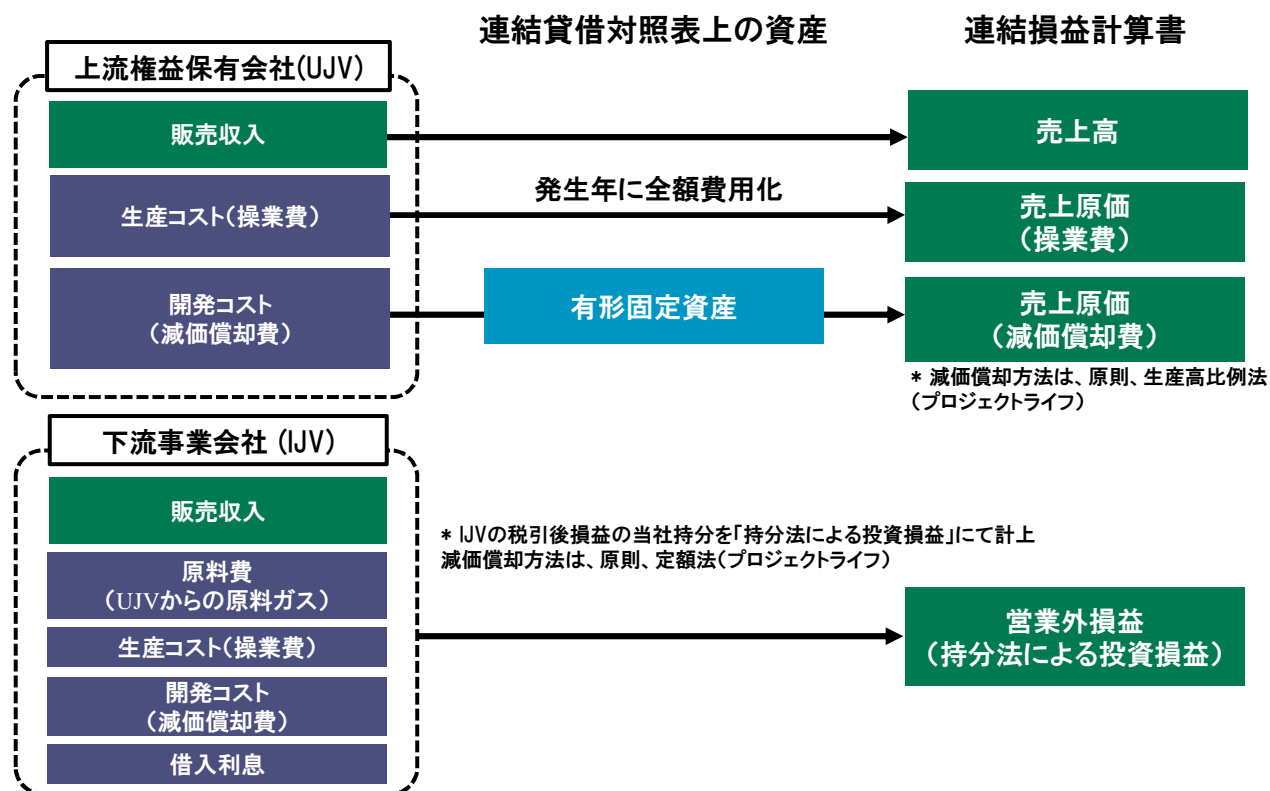 連結貸借対照表上の資産
連結損益計算書
上流権益保有会社(UJV)
販売収入
売上高
生産コスト(操業費)
発生年に全額費用化
売上原価
(操業費)
開発コスト
(減価償却費)
有形固定資産
売上原価
(減価償却費)
* 減価償却方法は、原則、生産高比例法
(プロジェクトライフ)
下流事業会社 (IJV)
販売収入
* IJVの税引後損益の当社持分を「持分法による投資損益」にて計上
減価償却方法は、原則、定額法(プロジェクトライフ)
原料費
(UJVからの原料ガス)
生産コスト(操業費)
営業外損益
(持分法による投資損益)
開発コスト
(減価償却費)
借入利息